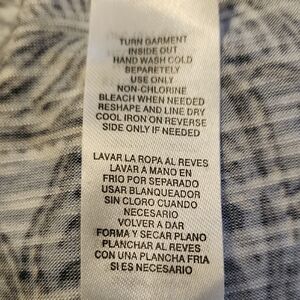 TURN GARMENT
INSIDE OUT
HAND WASH COLD
SEPARETELY
USE ONLY
NON-CHLORINE
BLEACH WHEN NEEDED
RESHAPE AND LINE DRY
COOL IRON ON REVERSE
SIDE ONLY IF NEEDED
LAVAR LA ROPA AL REVES
LAVAR A MANO EN
FRIO POR SEPARADO
USAR BLANQUEADOR
SIN CLORO CUANDO
NECESARIO
VOLVER A DAR
FORMA Y SECAR PLANO
PLANCHAR AL REVES
CON UNA PLANCHA FRIA
SI ES NECESARIO